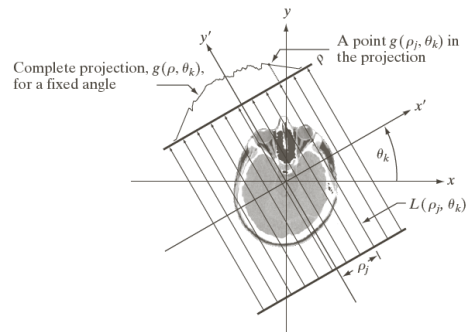 y
y′
A point g(ρj, θk) in
the projection
ρ
Complete projection, g(ρ, θk),
for a fixed angle
x′
θk
x
L(ρj, θk)
ρj